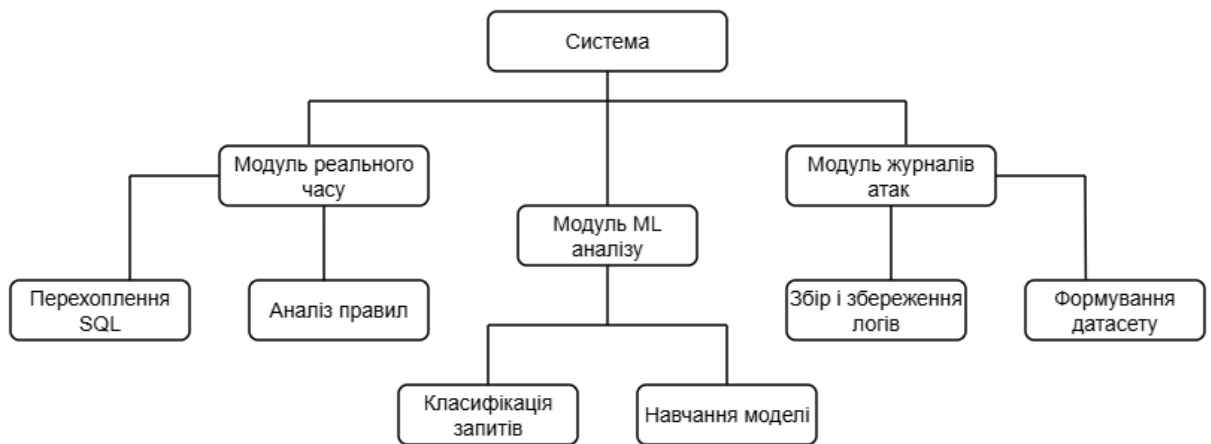 Система
Модуль реального
часу
Модуль журналів
атак
Модуль ML
аналізу
Перехоплення
SQL
Аналіз правил
Збір і збереження
логів
Формування
датасету
Класифікація
запитів
Навчання моделі